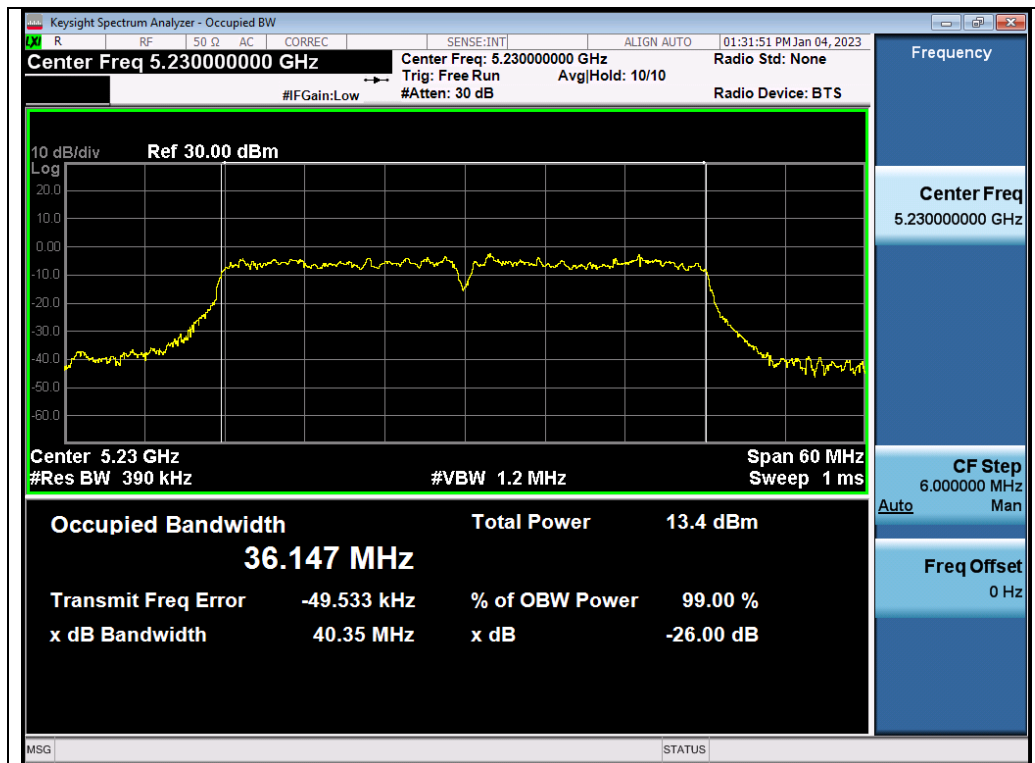 Keysight Spectrum Analyzer - Occupied BW
LXI R RF 50 Ω AC CORREC SENSE:INT ALIGN AUTO 01:31:51 PM Jan 04, 2023
Center Freq 5.230000000 GHz
Center Freq: 5.230000000 GHz Radio Std: None
Trig: Free Run Avg|Hold: 10/10
#IFGain:Low #Atten: 30 dB Radio Device: BTS
10 dB/div Ref 30.00 dBm
Log
20.0
10.0
0.00
-10.0
-20.0
-30.0
-40.0
-50.0
-60.0
Center 5.23 GHz Span 60 MHz
#Res BW 390 kHz #VBW 1.2 MHz Sweep 1 ms
Occupied Bandwidth Total Power 13.4 dBm
36.147 MHz
Transmit Freq Error -49.533 kHz % of OBW Power 99.00 %
x dB Bandwidth 40.35 MHz x dB -26.00 dB
Frequency
Center Freq
5.230000000 GHz
CF Step
6.000000 MHz
Auto Man
Freq Offset
0 Hz
MSG STATUS